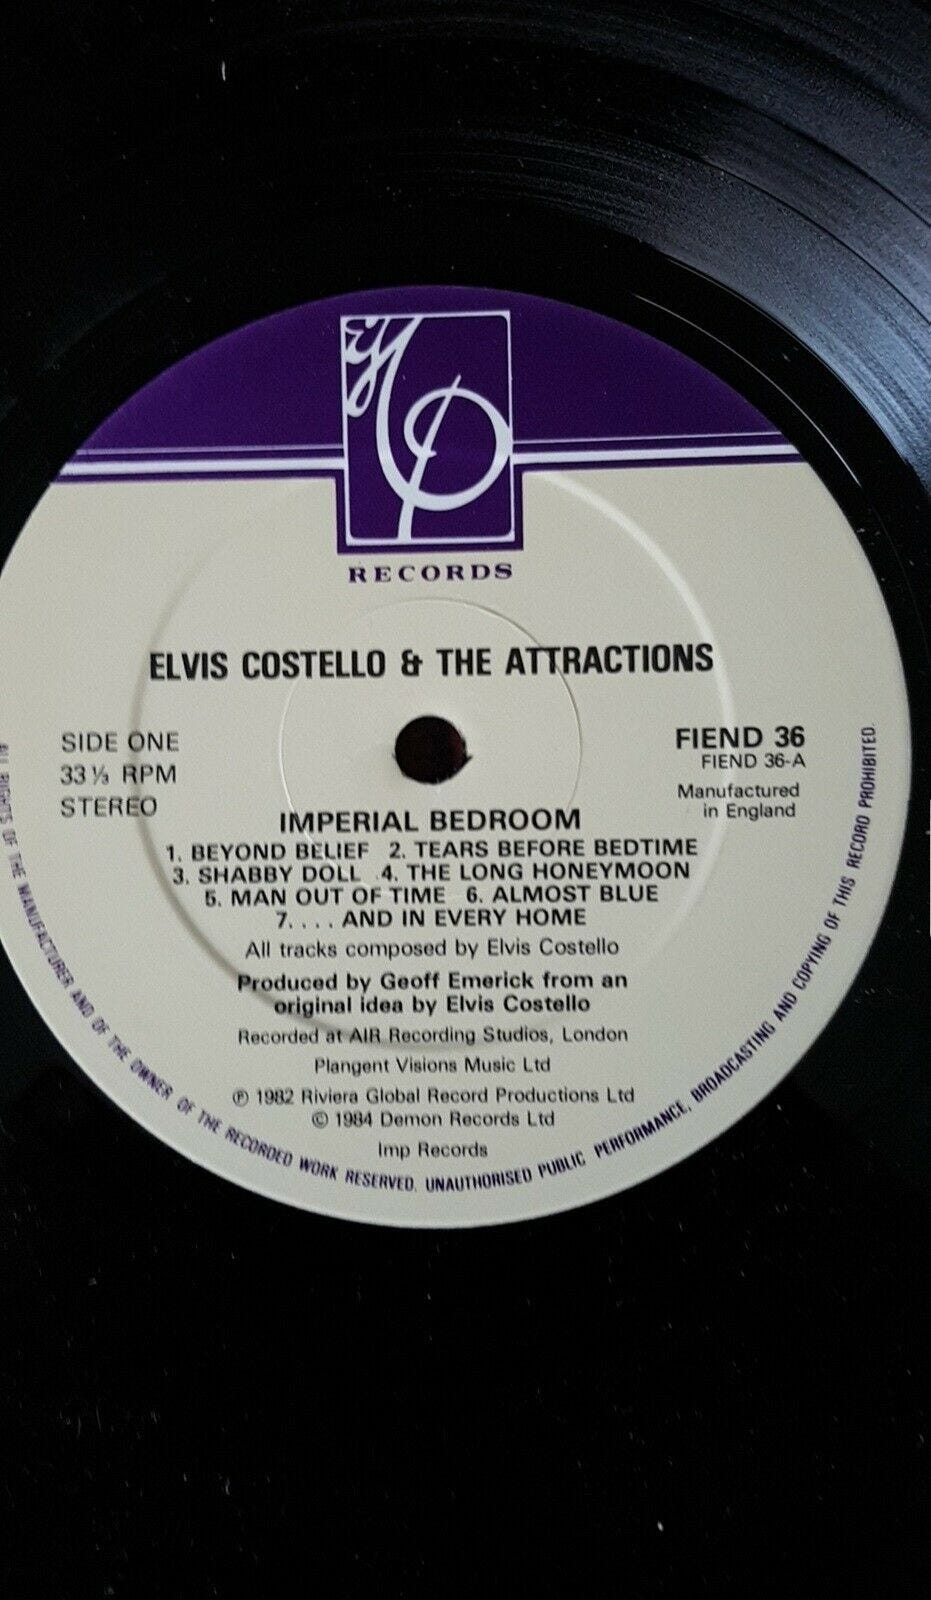 RECORDS
ELVIS COSTELLO & THE ATTRACTIONS
SIDE ONE
33⅓ RPM
STEREO
FIEND 36
FIEND 36-A
Manufactured
in England
IMPERIAL BEDROOM
1. BEYOND BELIEF 2. TEARS BEFORE BEDTIME
3. SHABBY DOLL 4. THE LONG HONEYMOON
5. MAN OUT OF TIME 6. ALMOST BLUE
7. . . . AND IN EVERY HOME
All tracks composed by Elvis Costello
Produced by Geoff Emerick from an
original idea by Elvis Costello
Recorded at AIR Recording Studios, London
Plangent Visions Music Ltd
℗ 1982 Riviera Global Record Productions Ltd
© 1984 Demon Records Ltd
Imp Records
ALL RIGHTS OF THE MANUFACTURER AND OF THE OWNER OF THE RECORDED WORK RESERVED. UNAUTHORISED PUBLIC PERFORMANCE, BROADCASTING AND COPYING OF THIS RECORD PROHIBITED.